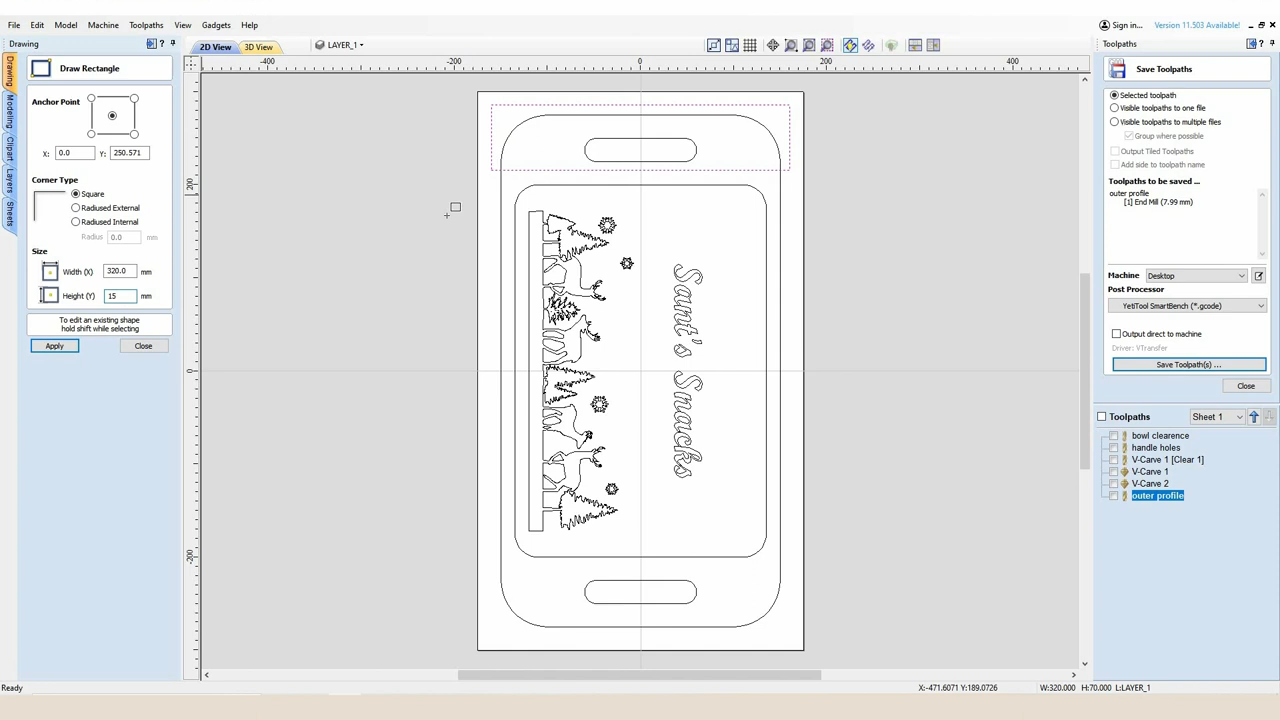 File Edit Model Machine Toolpaths View Gadgets Help
Sign in... Version 11.503 Available!
Drawing
Draw Rectangle
Anchor Point
X: 0.0 Y: 250.571
Corner Type
Square
Radiused External
Radiused Internal
Radius 0.0 mm
Size
Width (X) 320.0 mm
Height (Y) 15 mm
To edit an existing shape
hold shift while selecting
Apply Close
Drawing
Modeling
Clipart
Layers
Sheets
2D View 3D View LAYER_1
-400 -200 0 200 400
200
0
-200
Sant's Snacks
Toolpaths
Save Toolpaths
Selected toolpath
Visible toolpaths to one file
Visible toolpaths to multiple files
Group where possible
Output Tiled Toolpaths
Add side to toolpath name
Toolpaths to be saved ...
outer profile
[1] End Mill (7.99 mm)
Machine Desktop
Post Processor
YetiTool SmartBench (*.gcode)
Output direct to machine
Driver: VTransfer
Save Toolpath(s) ...
Close
Toolpaths Sheet 1
bowl clearence
handle holes
V-Carve 1 [Clear 1]
V-Carve 1
V-Carve 2
outer profile
Ready X:-471.6071 Y:189.0726 W:320.000 H:70.000 L:LAYER_1